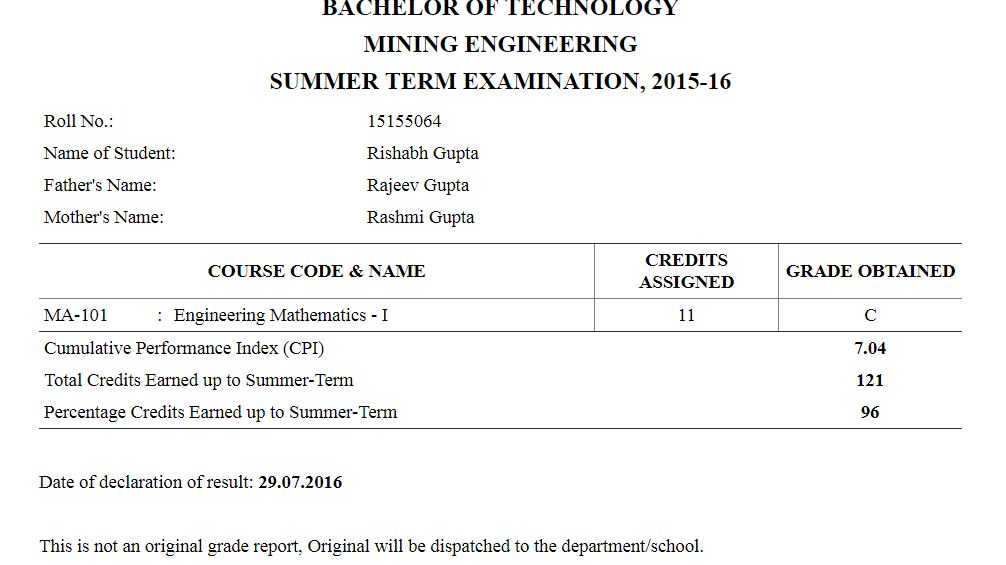 BACHELOR OF TECHNOLOGY
MINING ENGINEERING
SUMMER TERM EXAMINATION, 2015-16
Roll No.: 15155064
Name of Student: Rishabh Gupta
Father's Name: Rajeev Gupta
Mother's Name: Rashmi Gupta
COURSE CODE & NAME CREDITS ASSIGNED GRADE OBTAINED
MA-101 : Engineering Mathematics - I 11 C
Cumulative Performance Index (CPI) 7.04
Total Credits Earned up to Summer-Term 121
Percentage Credits Earned up to Summer-Term 96
Date of declaration of result: 29.07.2016
This is not an original grade report, Original will be dispatched to the department/school.